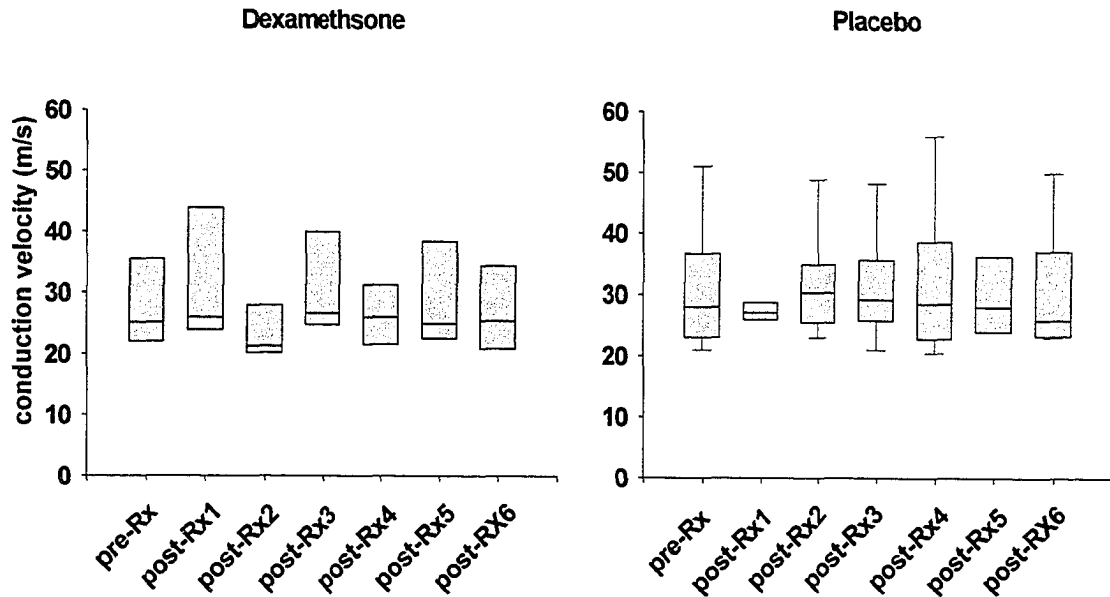 Dexamethsone
Placebo
conduction velocity (m/s)
60
50
40
30
20
10
0
pre-Rx
post-Rx1
post-Rx2
post-Rx3
post-Rx4
post-Rx5
post-RX6
60
50
40
30
20
10
0
pre-Rx
post-Rx1
post-Rx2
post-Rx3
post-Rx4
post-Rx5
post-RX6